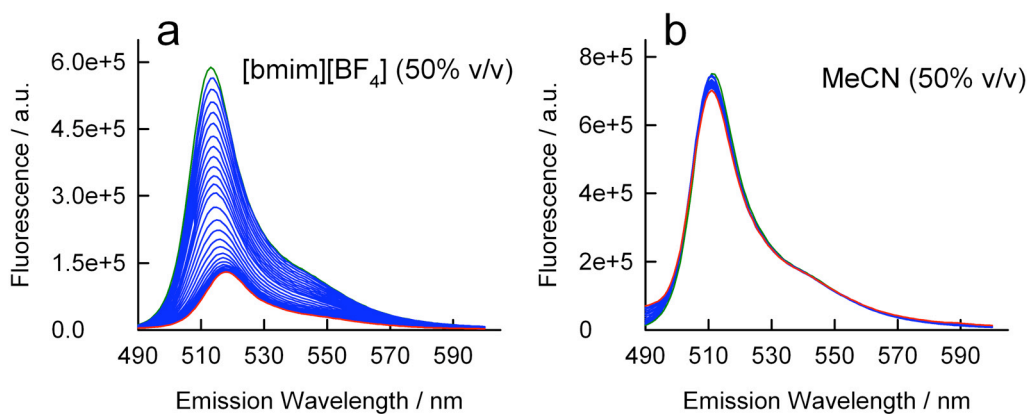 a
[bmim][BF₄] (50% v/v)
Fluorescence / a.u.
6.0e+5
4.5e+5
3.0e+5
1.5e+5
0.0
490 510 530 550 570 590
Emission Wavelength / nm
b
MeCN (50% v/v)
Fluorescence / a.u.
8e+5
6e+5
4e+5
2e+5
0
490 510 530 550 570 590
Emission Wavelength / nm